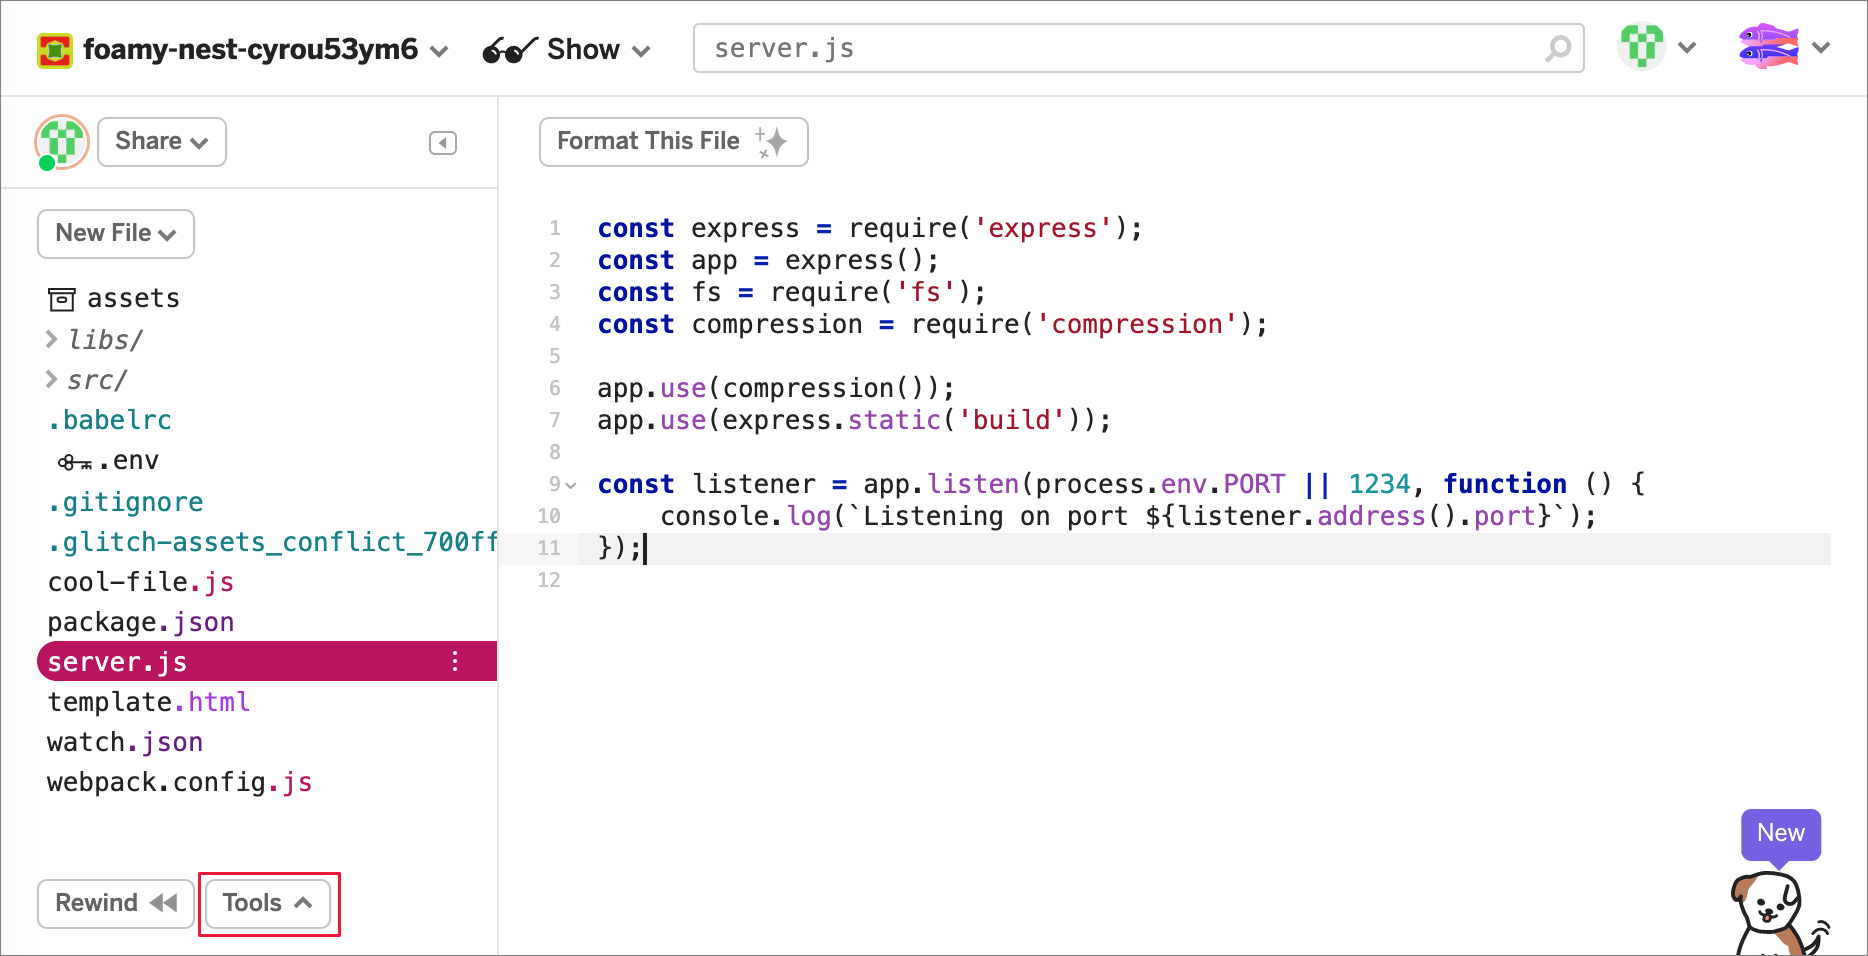 foamy-nest-cyrou53ym6 Show server.js
Share
Format This File
New File
assets
libs/
src/
.babelrc
.env
.gitignore
.glitch-assets_conflict_700ff
cool-file.js
package.json
server.js
template.html
watch.json
webpack.config.js
Rewind Tools
1 const express = require('express');
2 const app = express();
3 const fs = require('fs');
4 const compression = require('compression');
5
6 app.use(compression());
7 app.use(express.static('build'));
8
9 const listener = app.listen(process.env.PORT || 1234, function () {
10 console.log(`Listening on port ${listener.address().port}`);
11 });
12
New